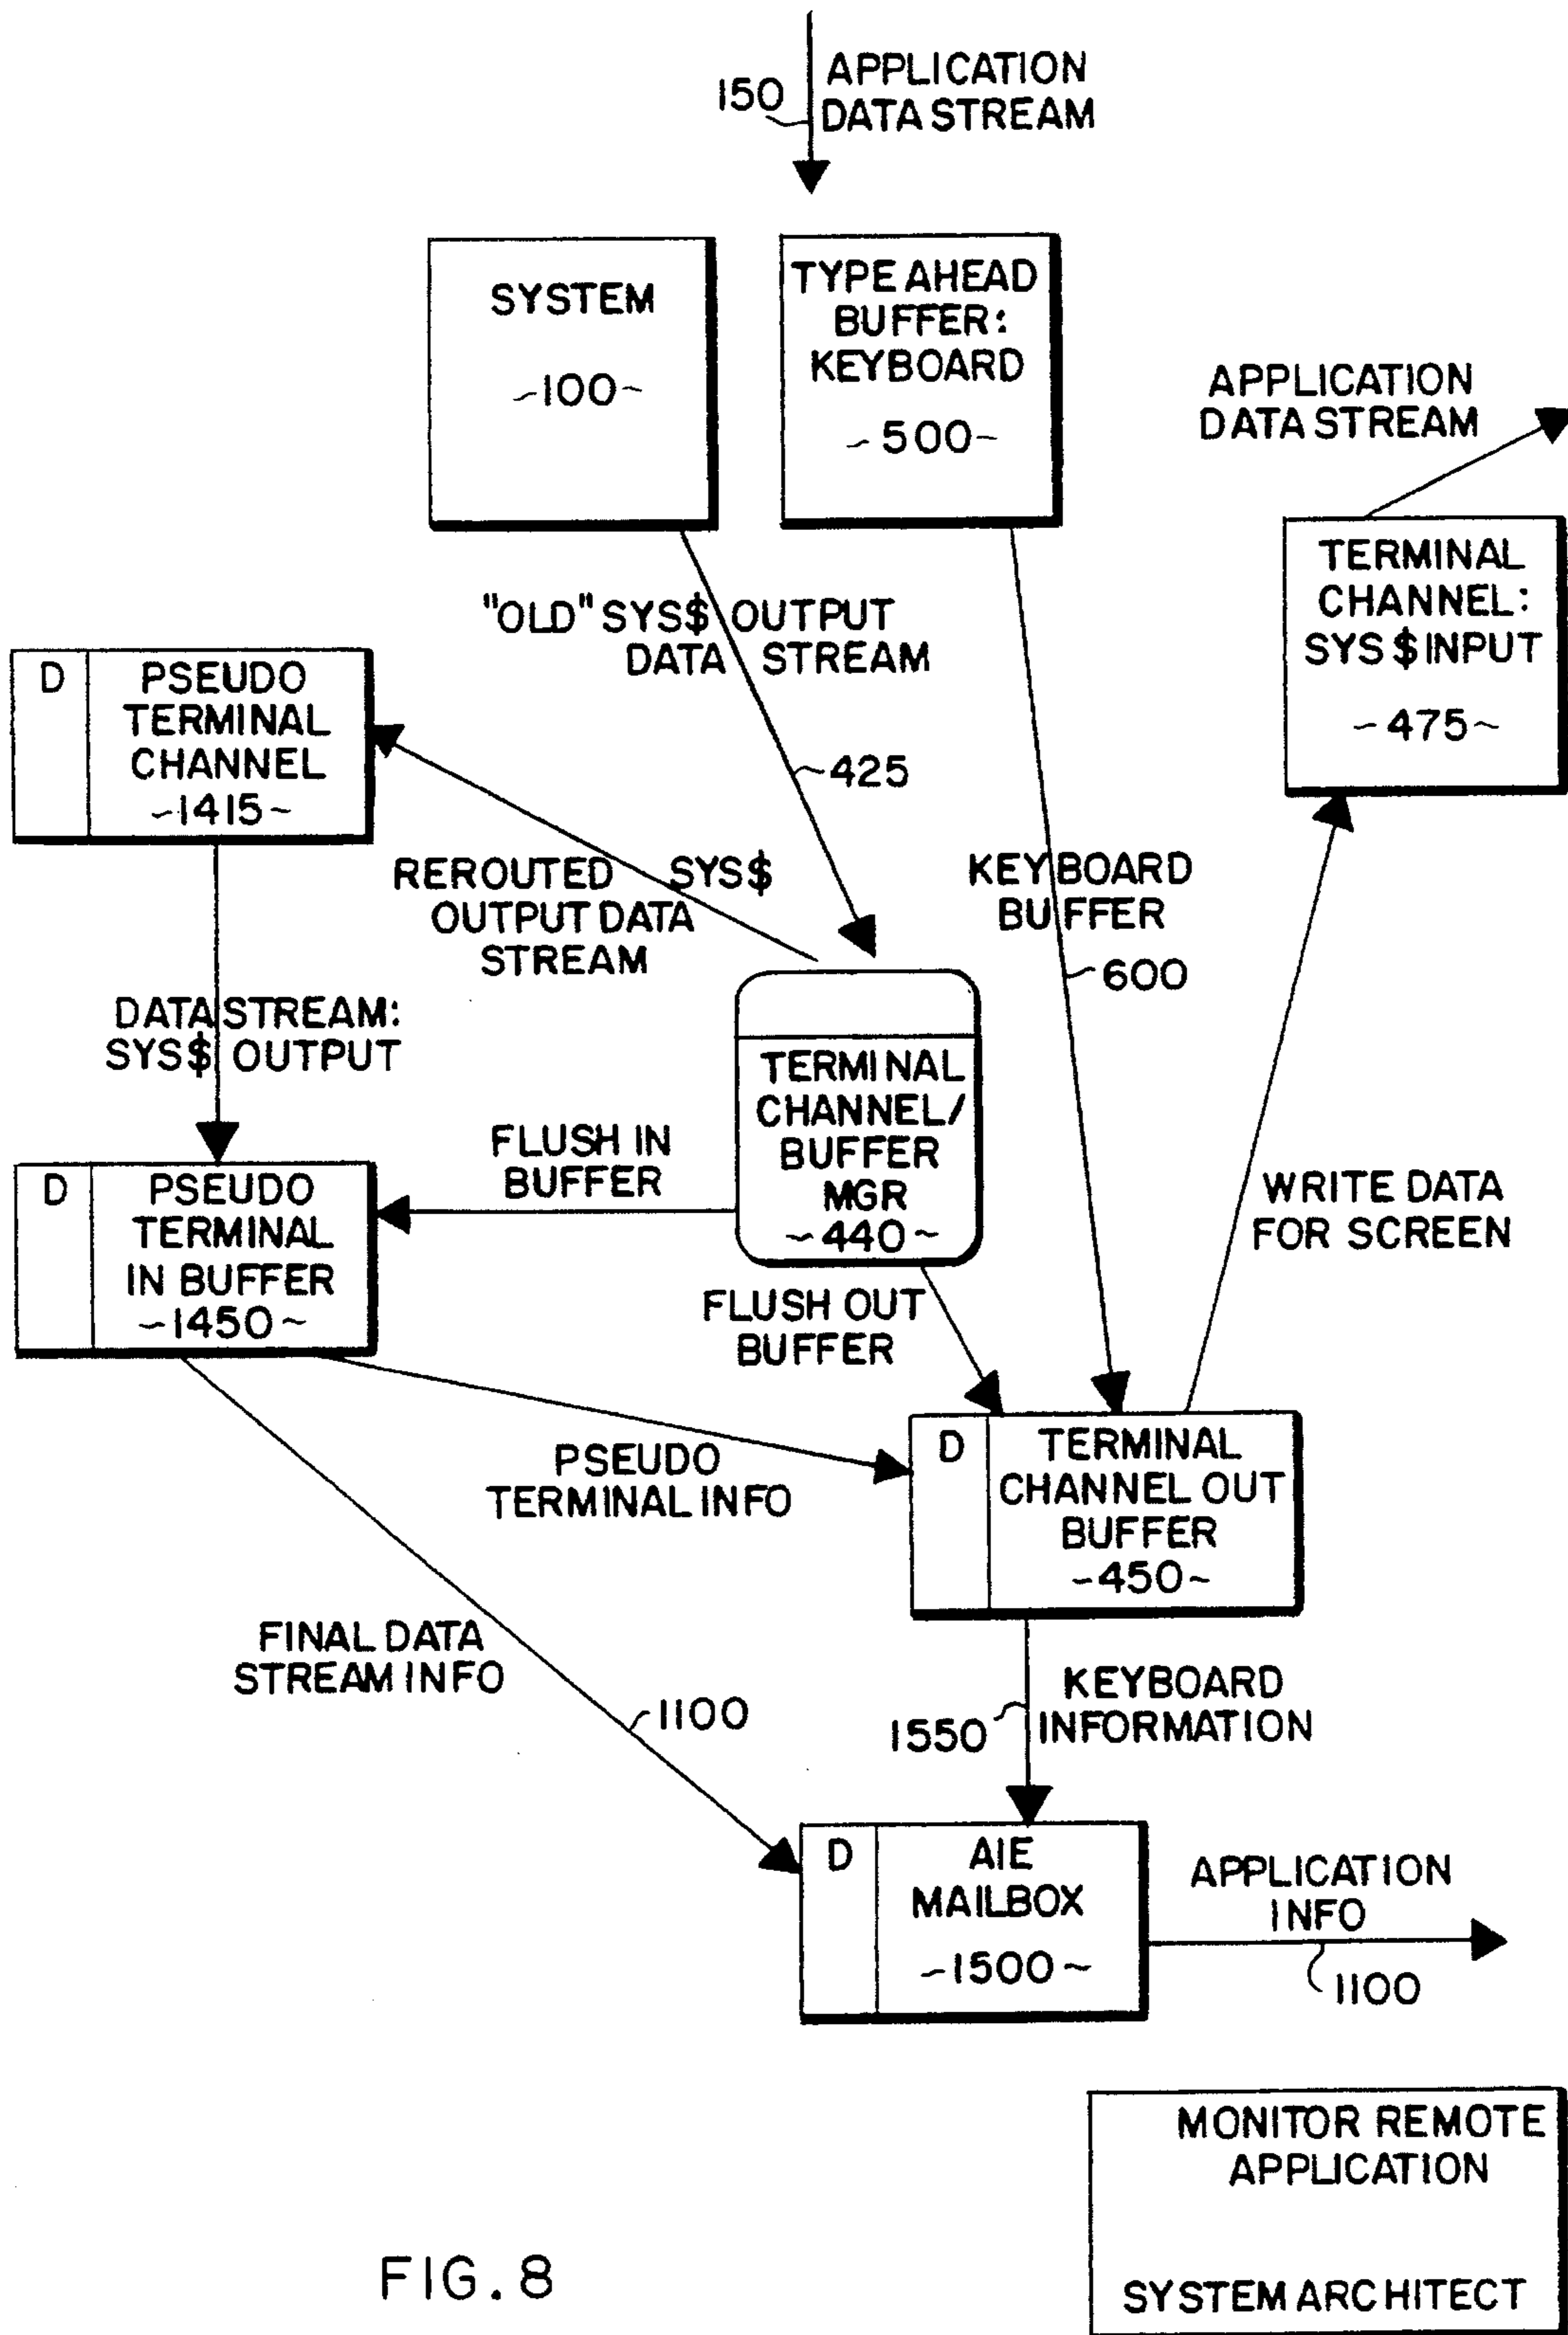 APPLICATION
DATA STREAM
150
SYSTEM
~100~
TYPE AHEAD
BUFFER:
KEYBOARD
~500~
APPLICATION
DATA STREAM
TERMINAL
CHANNEL:
SYS $INPUT
~475~
"OLD" SYS$ OUTPUT
DATA STREAM
425
D
PSEUDO
TERMINAL
CHANNEL
~1415~
REROUTED SYS$
OUTPUT DATA
STREAM
KEYBOARD
BUFFER
600
DATA STREAM:
SYS$ OUTPUT
TERMINAL
CHANNEL/
BUFFER
MGR
~440~
FLUSH IN
BUFFER
D
PSEUDO
TERMINAL
IN BUFFER
~1450~
WRITE DATA
FOR SCREEN
FLUSH OUT
BUFFER
PSEUDO
TERMINAL INFO
D
TERMINAL
CHANNEL OUT
BUFFER
~450~
FINAL DATA
STREAM INFO
1100
KEYBOARD
INFORMATION
1550
D
AIE
MAILBOX
~1500~
APPLICATION
INFO
1100
MONITOR REMOTE
APPLICATION
SYSTEM ARCHITECT
FIG. 8